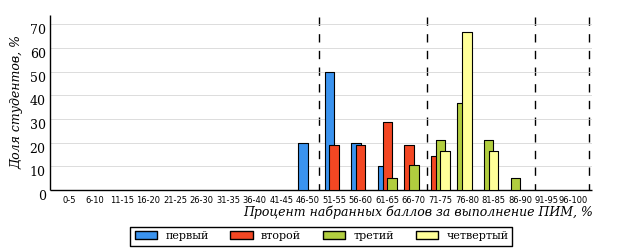 Доля студентов, %
70
60
50
40
30
20
10
0
0-5 6-10 11-15 16-20 21-25 26-30 31-35 36-40 41-45 46-50 51-55 56-60 61-65 66-70 71-75 76-80 81-85 86-90 91-95 96-100
Процент набранных баллов за выполнение ПИМ, %
первый второй третий четвертый